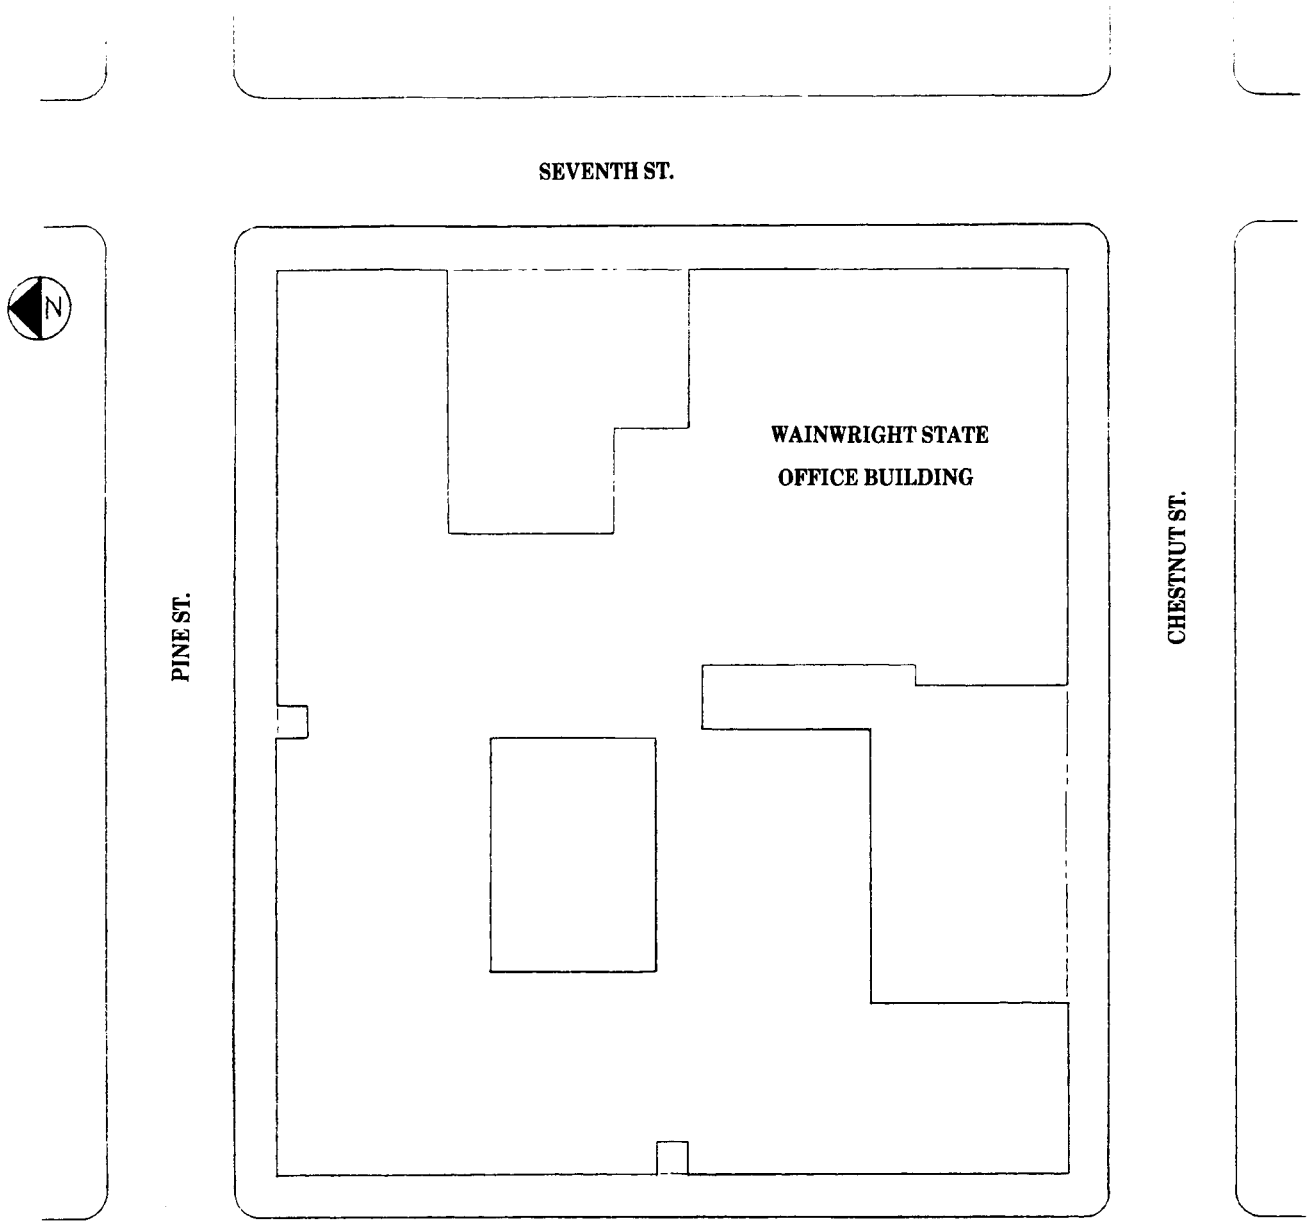 SEVENTH ST.
N
WAINWRIGHT STATE
OFFICE BUILDING
CHESTNUT ST.
PINE ST.